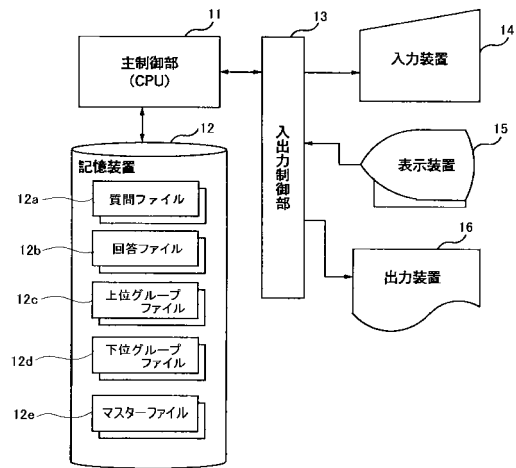 11
主制御部
(CPU)
13
入出力制御部
14
入力装置
15
表示装置
16
出力装置
12
記憶装置
12a
質問ファイル
12b
回答ファイル
12c
上位グループ
ファイル
12d
下位グループ
ファイル
12e
マスターファイル